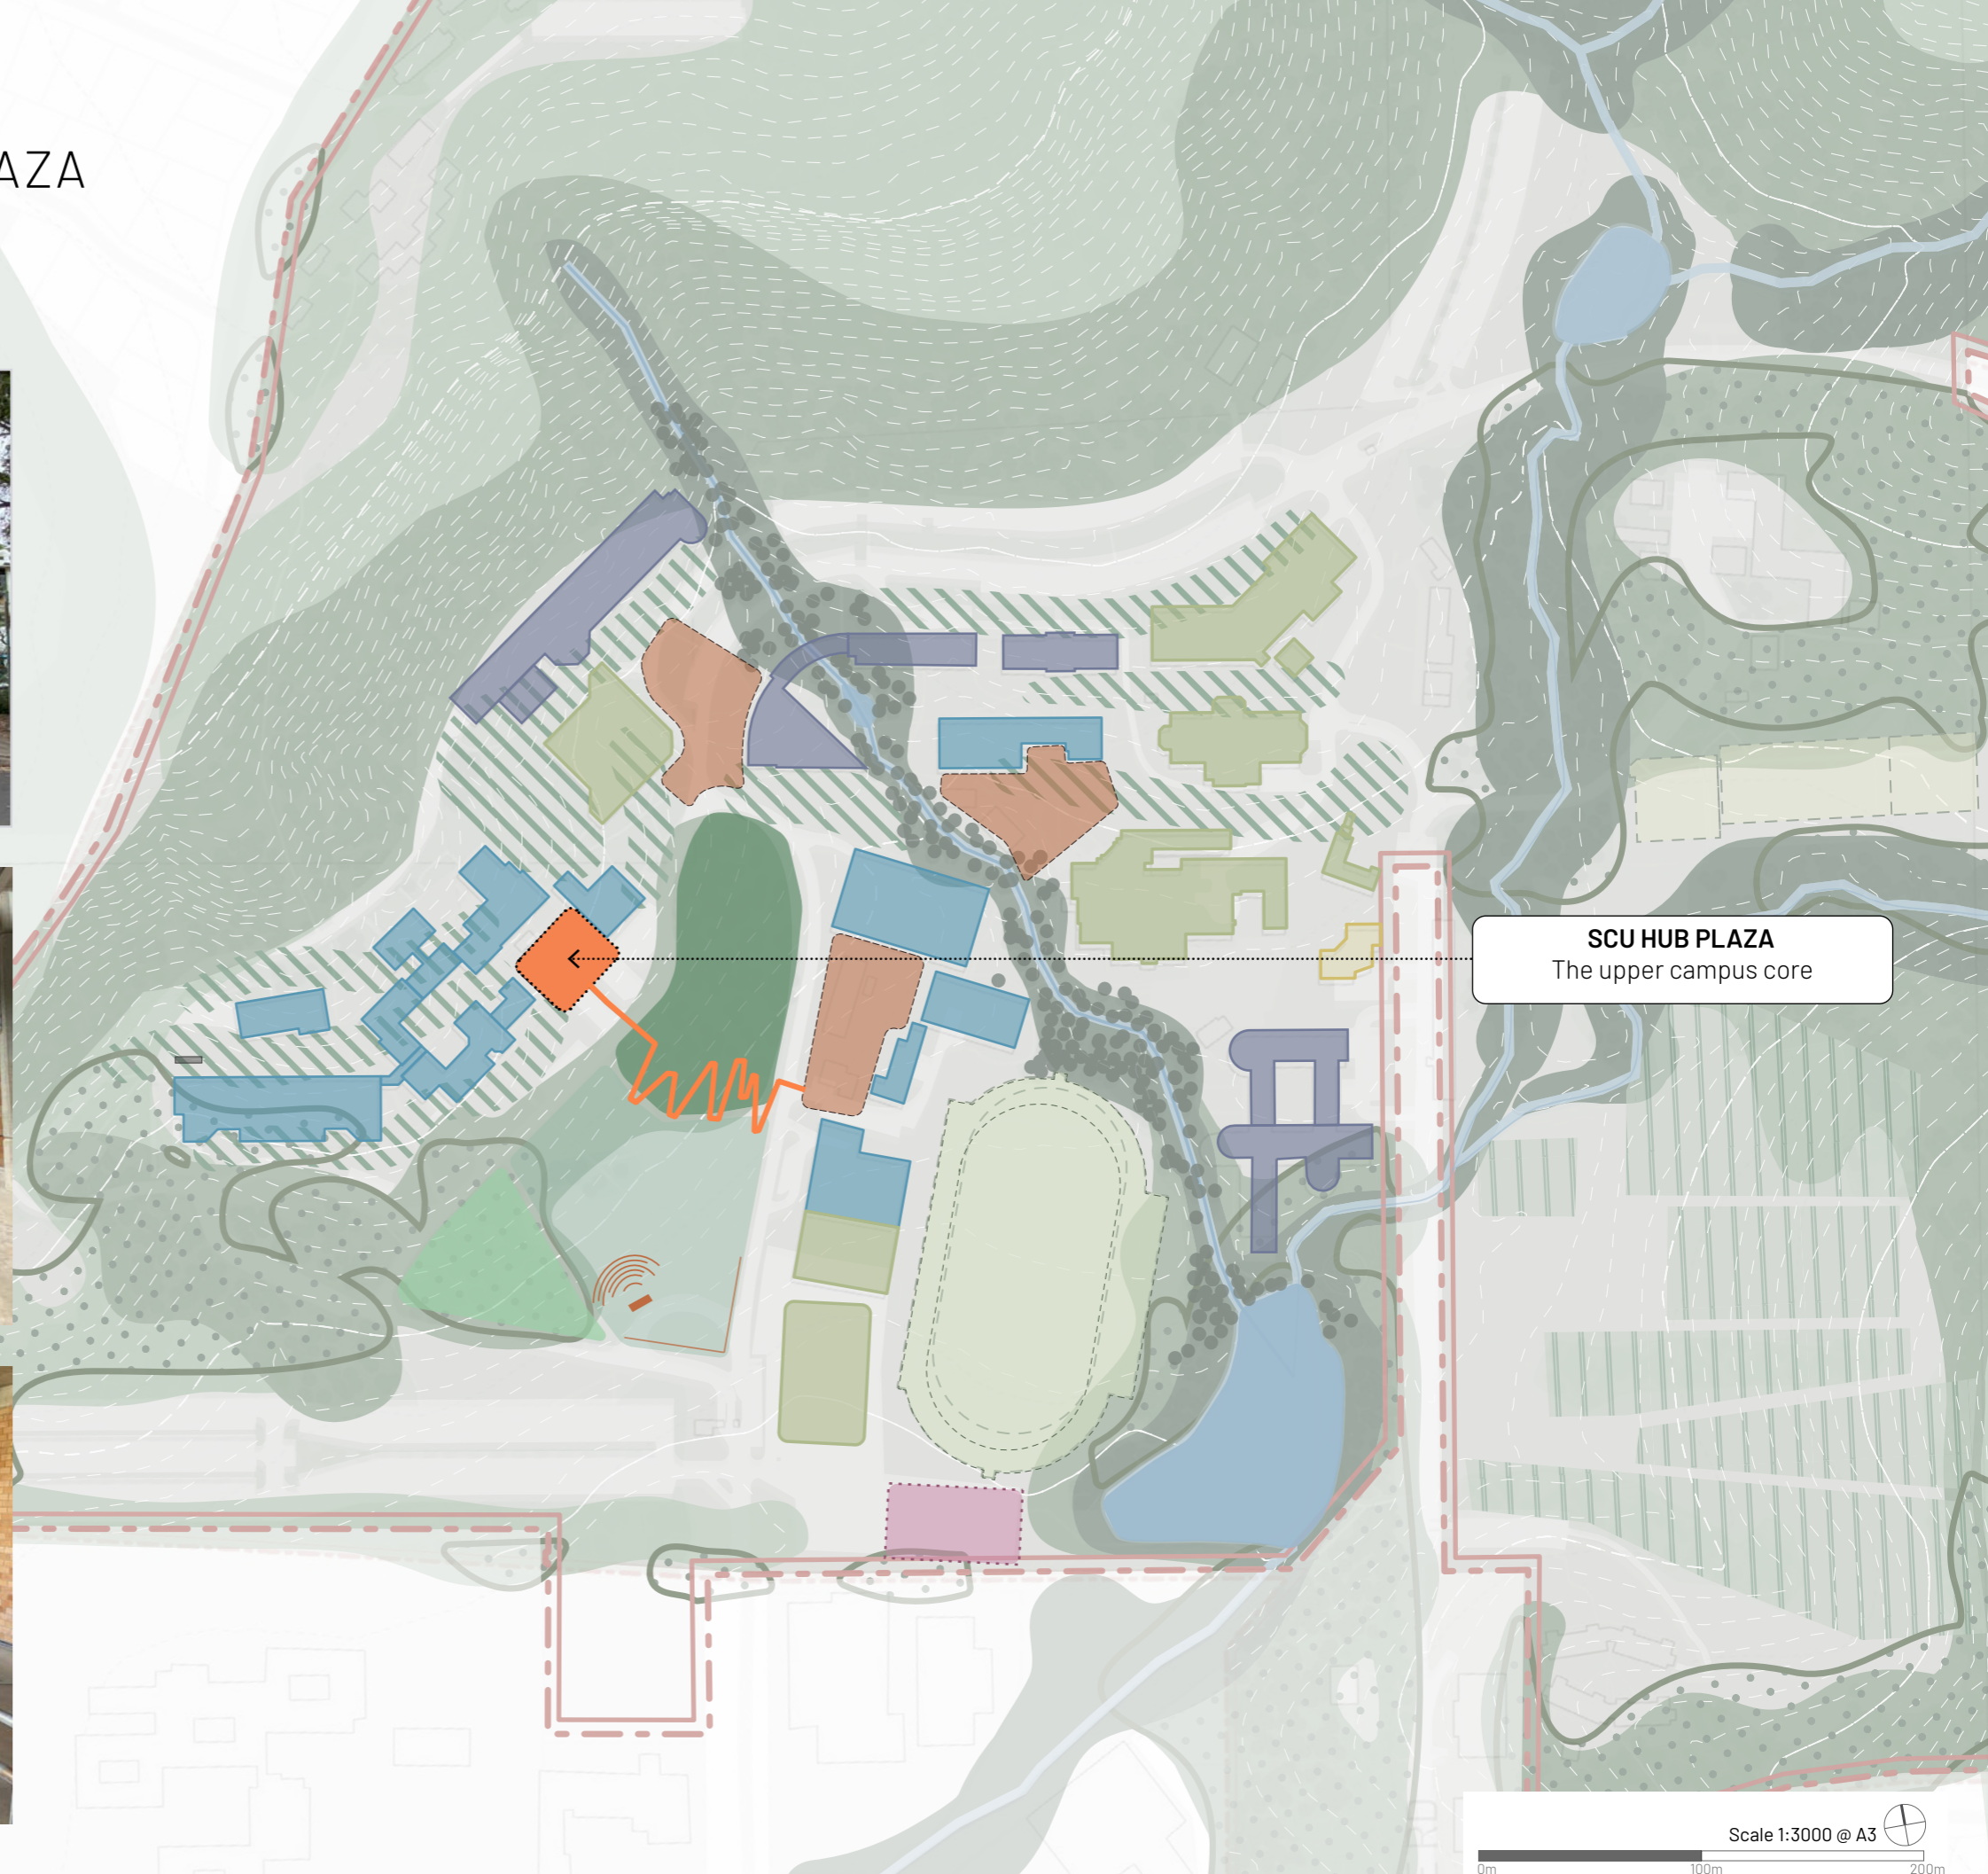 AZA
SCU HUB PLAZA
The upper campus core
Scale 1:3000 @ A3
0m 100m 200m